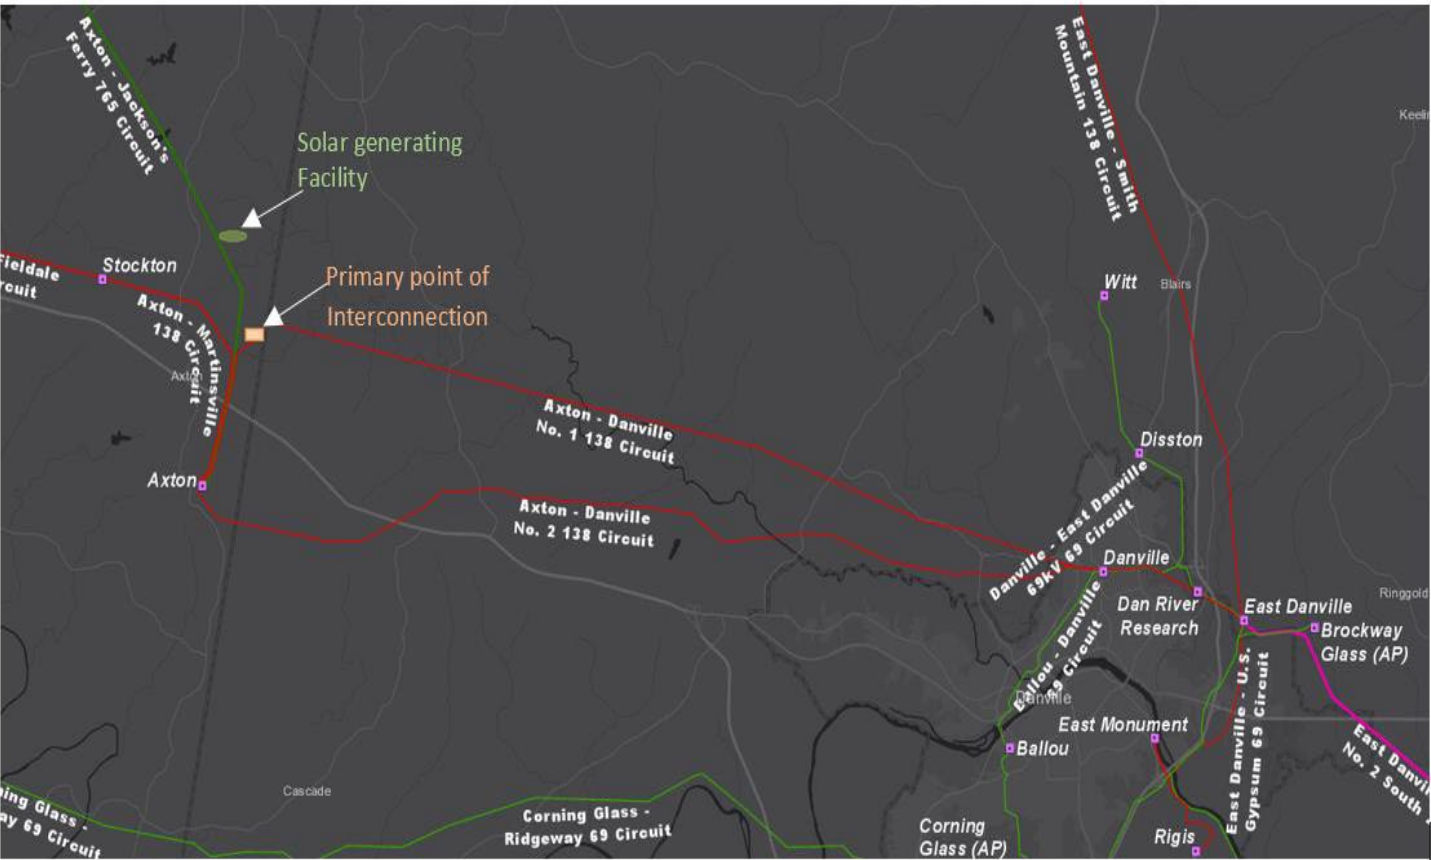 Axton - Jackson's
Ferry 765 Circuit
East Danville - Smith
Mountain 138 Circuit
Solar generating
Facility
Fieldale
Stockton
Primary point of
Interconnection
Axton - Martinsville
138 Circuit
Axton
Axton
Witt
Blairs
Axton - Danville
No. 1 138 Circuit
Axton - Danville
No. 2 138 Circuit
Disston
Danville - East Danville
69kV 69 Circuit
Danville
Dan River
Research
East Danville
Brockway
Glass (AP)
Ringgold
Ballou - Danville
69 Circuit
Danville
East Monument
Ballou
East Danville - U.S.
Gypsum 69 Circuit
No. 2 South
Cascade
Glass -
69 Circuit
Corning Glass -
Ridgeway 69 Circuit
Corning
Glass (AP)
Rigis